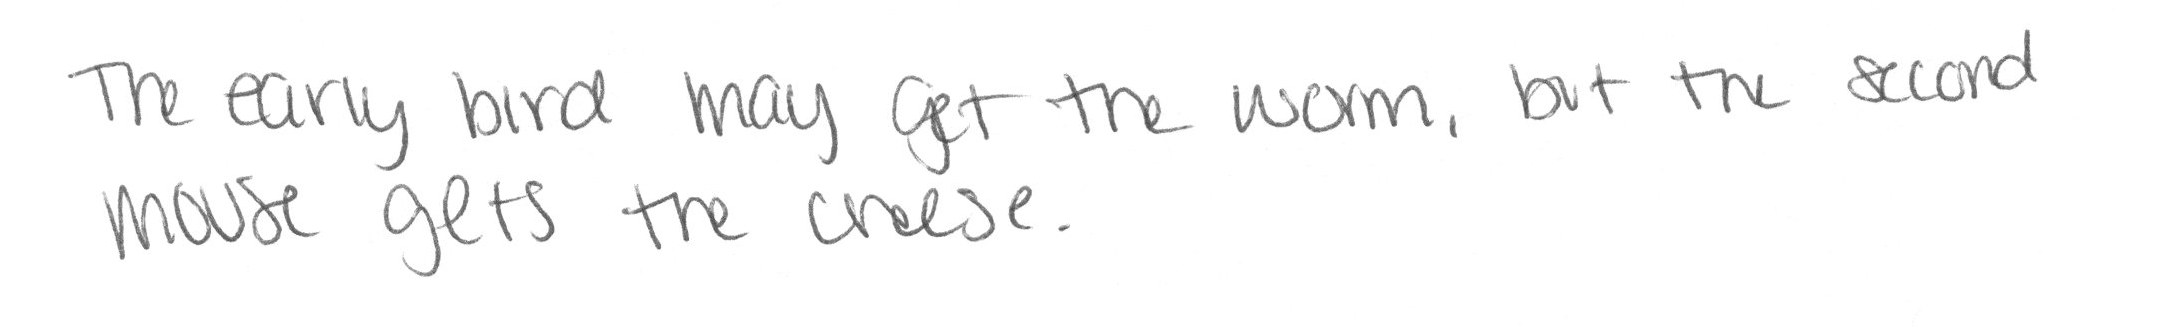 The early bird may get the worm, but the second
mouse gets the cheese.